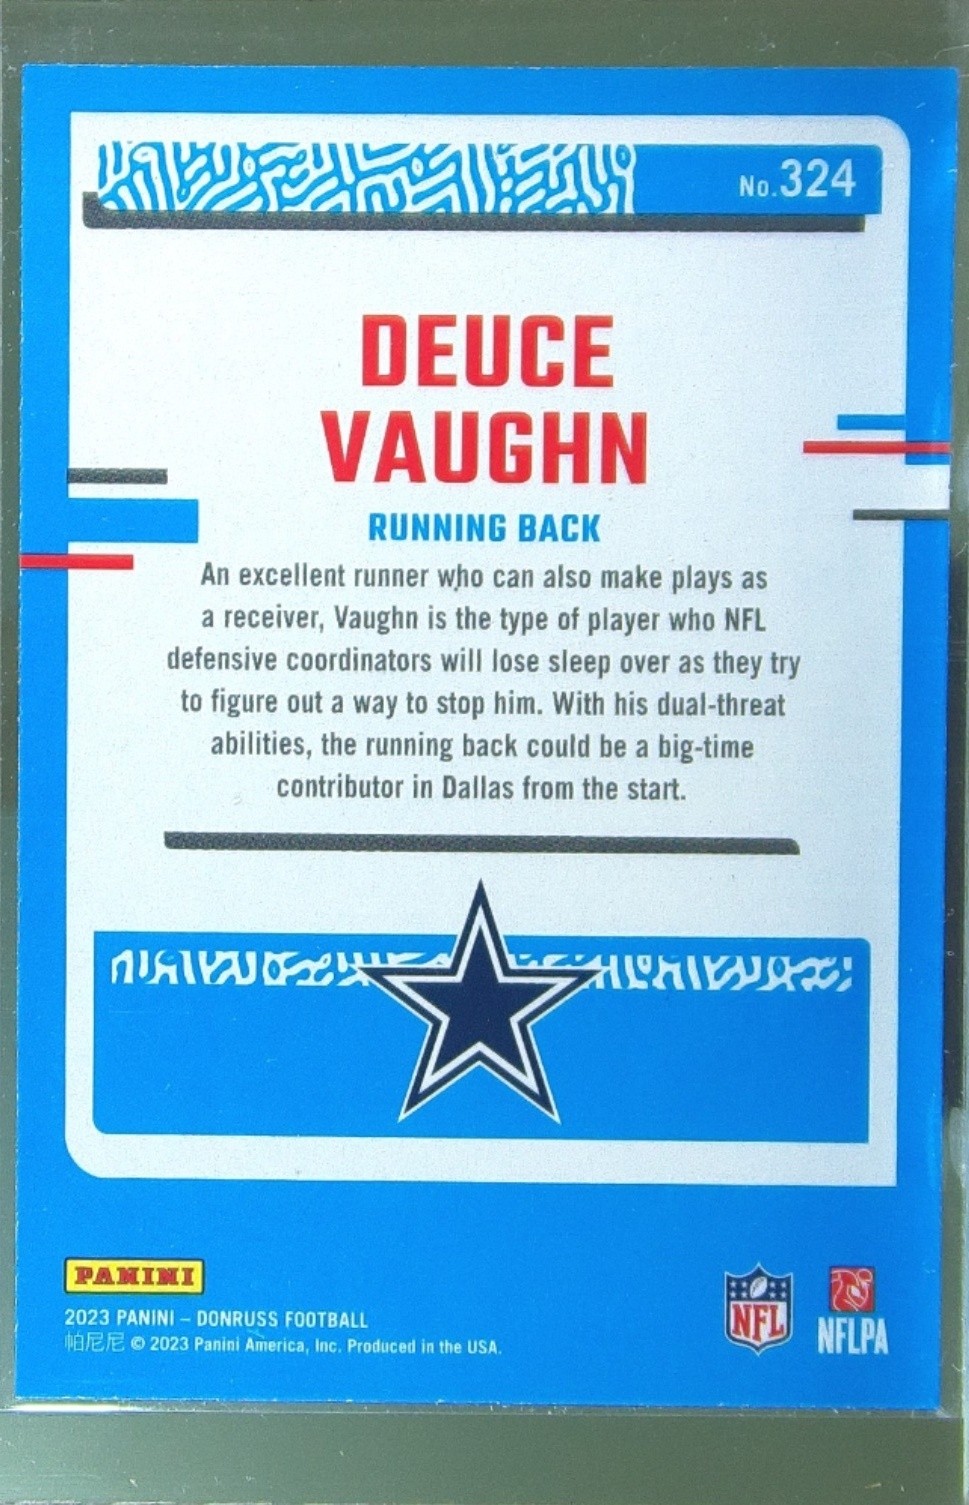 No.324
DEUCE
VAUGHN
RUNNING BACK
An excellent runner who can also make plays as
a receiver, Vaughn is the type of player who NFL
defensive coordinators will lose sleep over as they try
to figure out a way to stop him. With his dual-threat
abilities, the running back could be a big-time
contributor in Dallas from the start.
PANINI
2023 PANINI – DONRUSS FOOTBALL
帕尼尼 © 2023 Panini America, Inc. Produced in the USA.
NFL
NFLPA